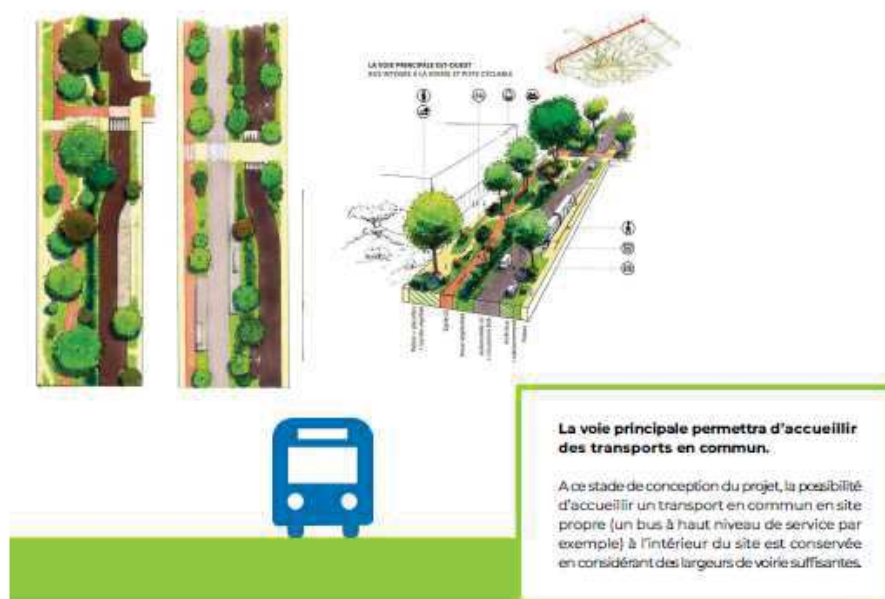 LA VOIE PRINCIPALE EST-OUEST
La voie principale permettra d'accueillir
des transports en commun.
A ce stade de conception du projet, la possibilité
d'accueillir un transport en commun en site
propre (un bus à haut niveau de service par
exemple) à l'intérieur du site est conservée
en considérant des largeurs de voirie suffisantes.